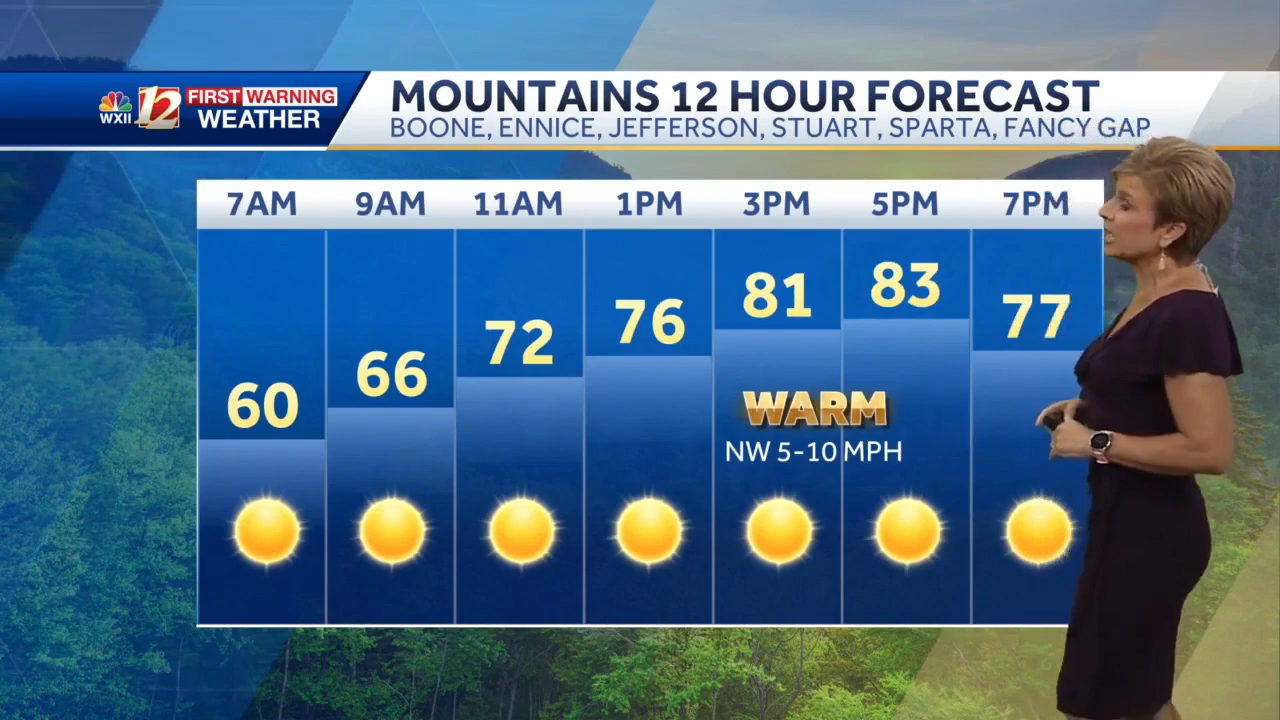 WXII 12 FIRST WARNING
WEATHER
MOUNTAINS 12 HOUR FORECAST
BOONE, ENNICE, JEFFERSON, STUART, SPARTA, FANCY GAP
7AM 9AM 11AM 1PM 3PM 5PM 7PM
60 66 72 76 81 83 77
WARM
NW 5-10 MPH